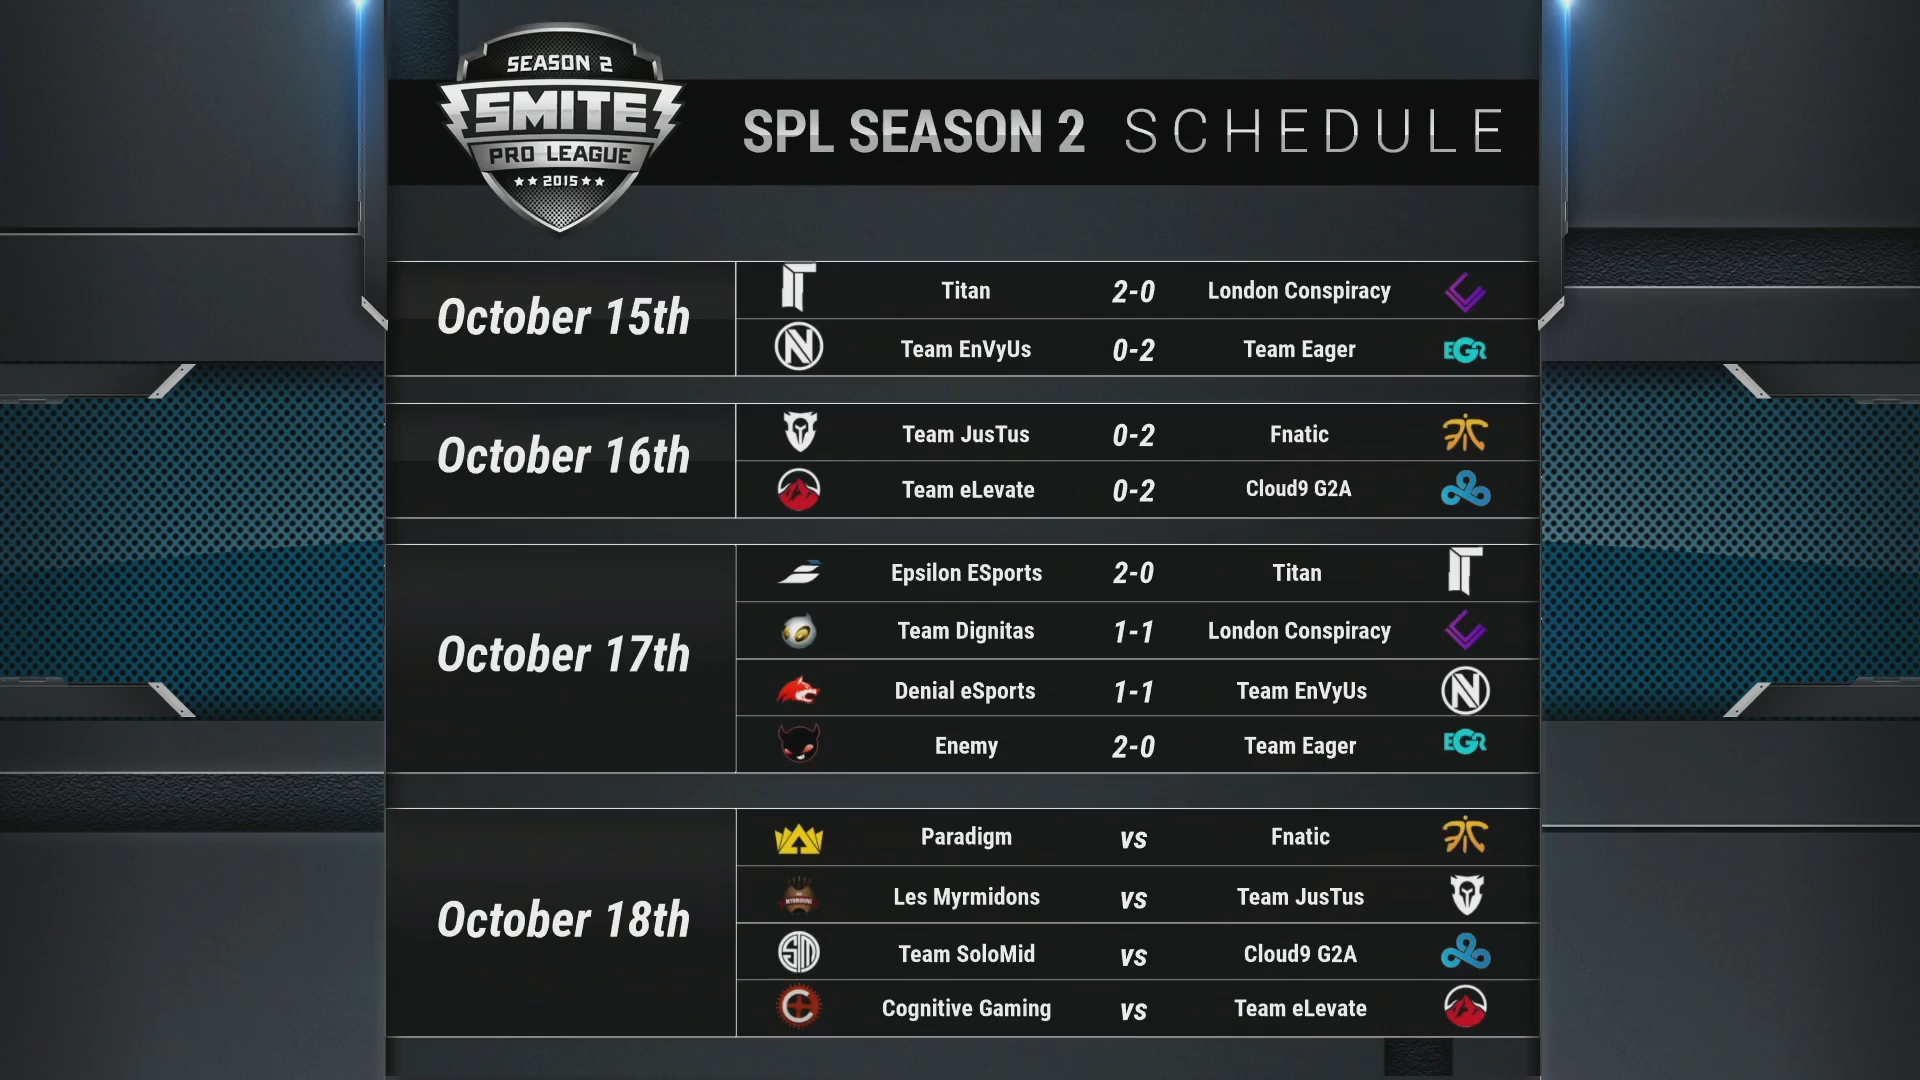 SEASON 2
SMITE
PRO LEAGUE
2015
SPL SEASON 2 SCHEDULE
October 15th
Titan 2-0 London Conspiracy
Team EnVyUs 0-2 Team Eager
EGR
October 16th
Team JusTus 0-2 Fnatic
Team eLevate 0-2 Cloud9 G2A
October 17th
Epsilon ESports 2-0 Titan
Team Dignitas 1-1 London Conspiracy
Denial eSports 1-1 Team EnVyUs
Enemy 2-0 Team Eager
EGR
October 18th
Paradigm vs Fnatic
Les Myrmidons vs Team JusTus
Team SoloMid vs Cloud9 G2A
Cognitive Gaming vs Team eLevate